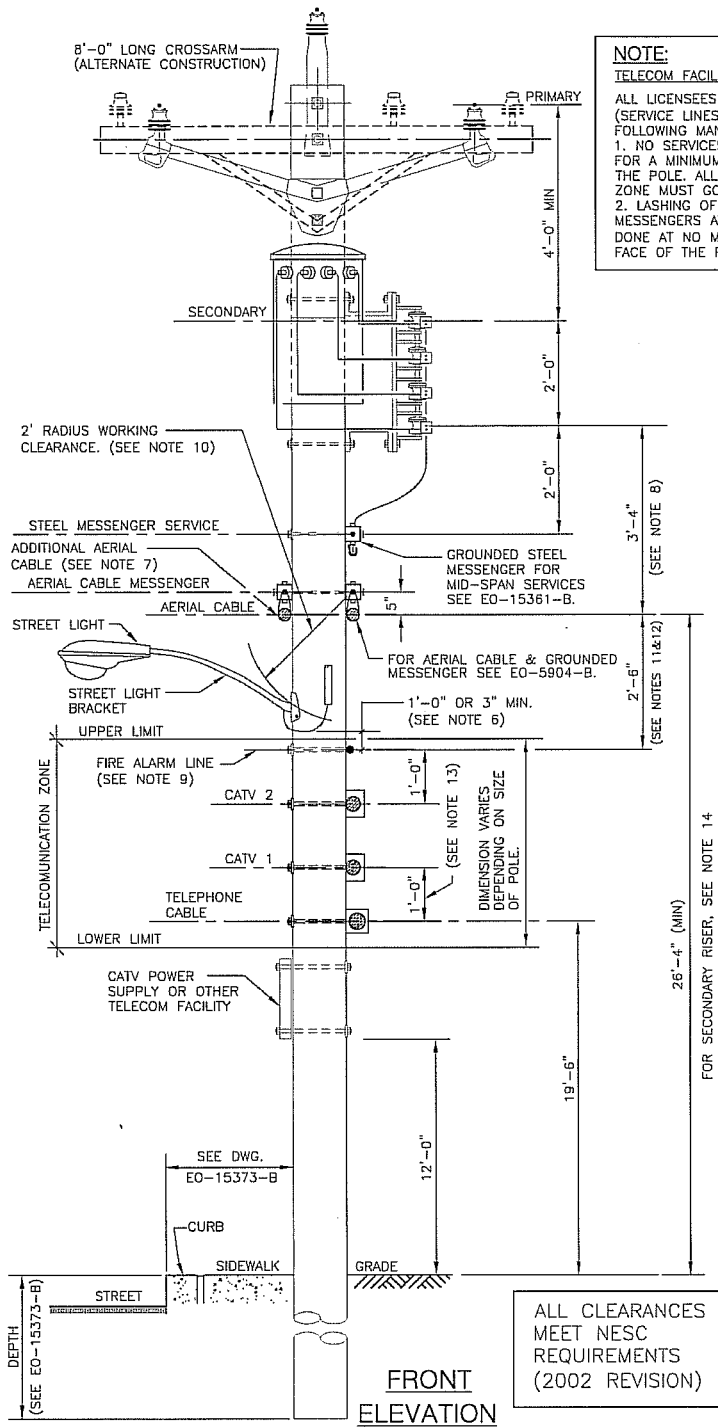 8'-0" LONG CROSSARM
(ALTERNATE CONSTRUCTION)
NOTE:
TELECOM FACIL
ALL LICENSEES
(SERVICE LINES
FOLLOWING MAN
1. NO SERVICES
FOR A MINIMUM
THE POLE. ALL
ZONE MUST GO
2. LASHING OF
MESSENGERS A
DONE AT NO M
FACE OF THE P
PRIMARY
4'-0" MIN
SECONDARY
2'-0"
2' RADIUS WORKING
CLEARANCE. (SEE NOTE 10)
2'-0"
3'-4"
(SEE NOTE 8)
STEEL MESSENGER SERVICE
ADDITIONAL AERIAL
CABLE (SEE NOTE 7)
AERIAL CABLE MESSENGER
AERIAL CABLE
GROUNDED STEEL
MESSENGER FOR
MID-SPAN SERVICES
SEE EO-15361-B.
5"
STREET LIGHT
STREET LIGHT
BRACKET
FOR AERIAL CABLE & GROUNDED
MESSENGER SEE EO-5904-B.
2'-6"
(SEE NOTES 11&12)
1'-0" OR 3" MIN.
(SEE NOTE 6)
UPPER LIMIT
FIRE ALARM LINE
(SEE NOTE 9)
1'-0"
CATV 2
CATV 1
1'-0"
(SEE NOTE 13)
DIMENSION VARIES
DEPENDING ON SIZE
OF POLE.
TELECOMUNICATION ZONE
TELEPHONE
CABLE
LOWER LIMIT
CATV POWER
SUPPLY OR OTHER
TELECOM FACILITY
26'-4" (MIN)
FOR SECONDARY RISER, SEE NOTE 14
19'-6"
12'-0"
SEE DWG.
EO-15373-B
CURB
SIDEWALK
GRADE
STREET
DEPTH
(SEE EO-15373-B)
FRONT
ELEVATION
ALL CLEARANCES
MEET NESC
REQUIREMENTS
(2002 REVISION)